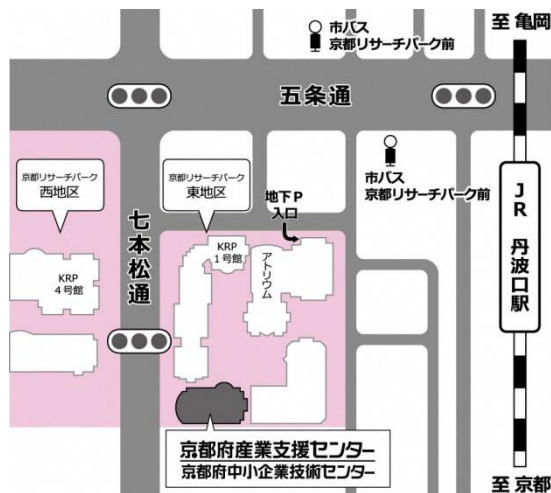 至 亀岡
市バス
京都リサーチパーク前
五条通
市バス
京都リサーチパーク前
京都リサーチパーク
西地区
京都リサーチパーク
東地区
地下P
入口
JR 丹波口駅
七本松通
KRP
1号館
アトリウム
KRP
4号館
京都府産業支援センター
京都府中小企業技術センター
至 京都